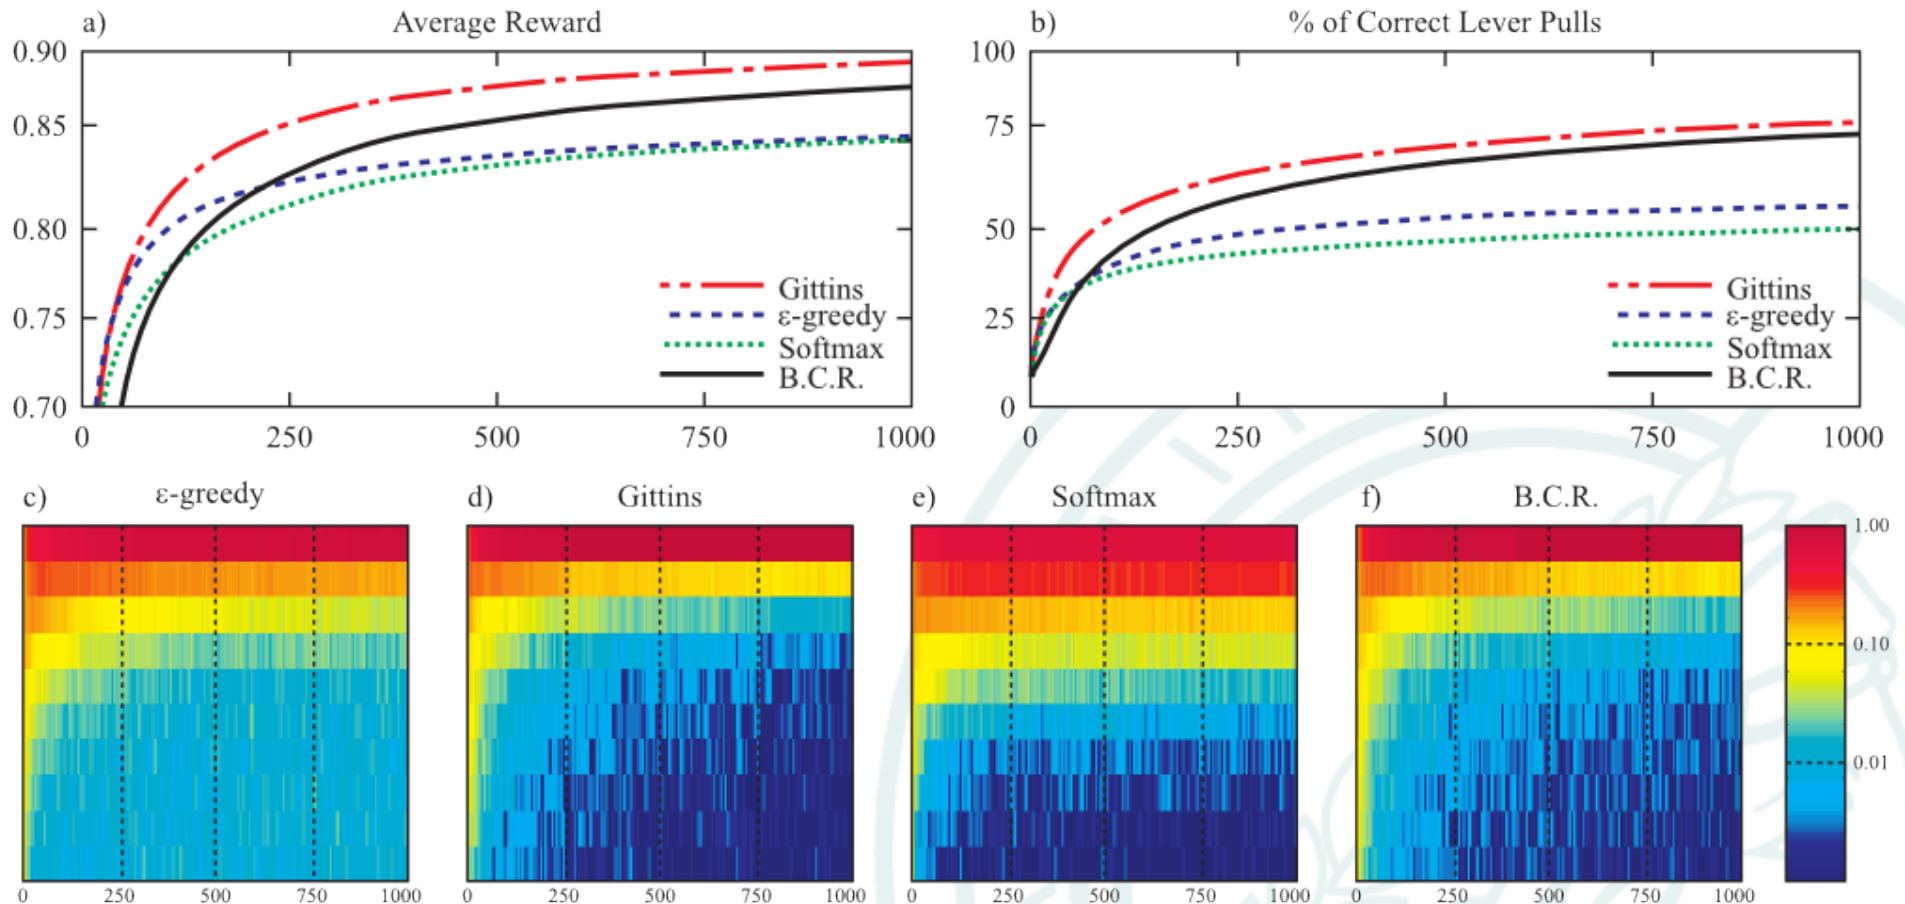 a) Average Reward
0.90
0.85
0.80
0.75
0.70
0 250 500 750 1000
Gittins
ε-greedy
Softmax
B.C.R.
b) % of Correct Lever Pulls
100
75
50
25
0
0 250 500 750 1000
Gittins
ε-greedy
Softmax
B.C.R.
c) ε-greedy
0 250 500 750 1000
d) Gittins
0 250 500 750 1000
e) Softmax
0 250 500 750 1000
f) B.C.R.
0 250 500 750 1000
1.00
0.10
0.01